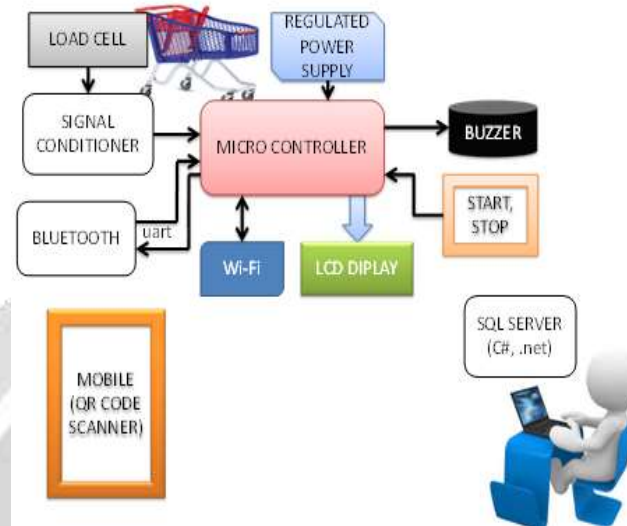 LOAD CELL
REGULATED
POWER
SUPPLY
SIGNAL
CONDITIONER
MICRO CONTROLLER
BUZZER
START,
STOP
BLUETOOTH
uart
Wi-Fi
LCD DIPLAY
MOBILE
(QR CODE
SCANNER)
SQL SERVER
(C#, .net)